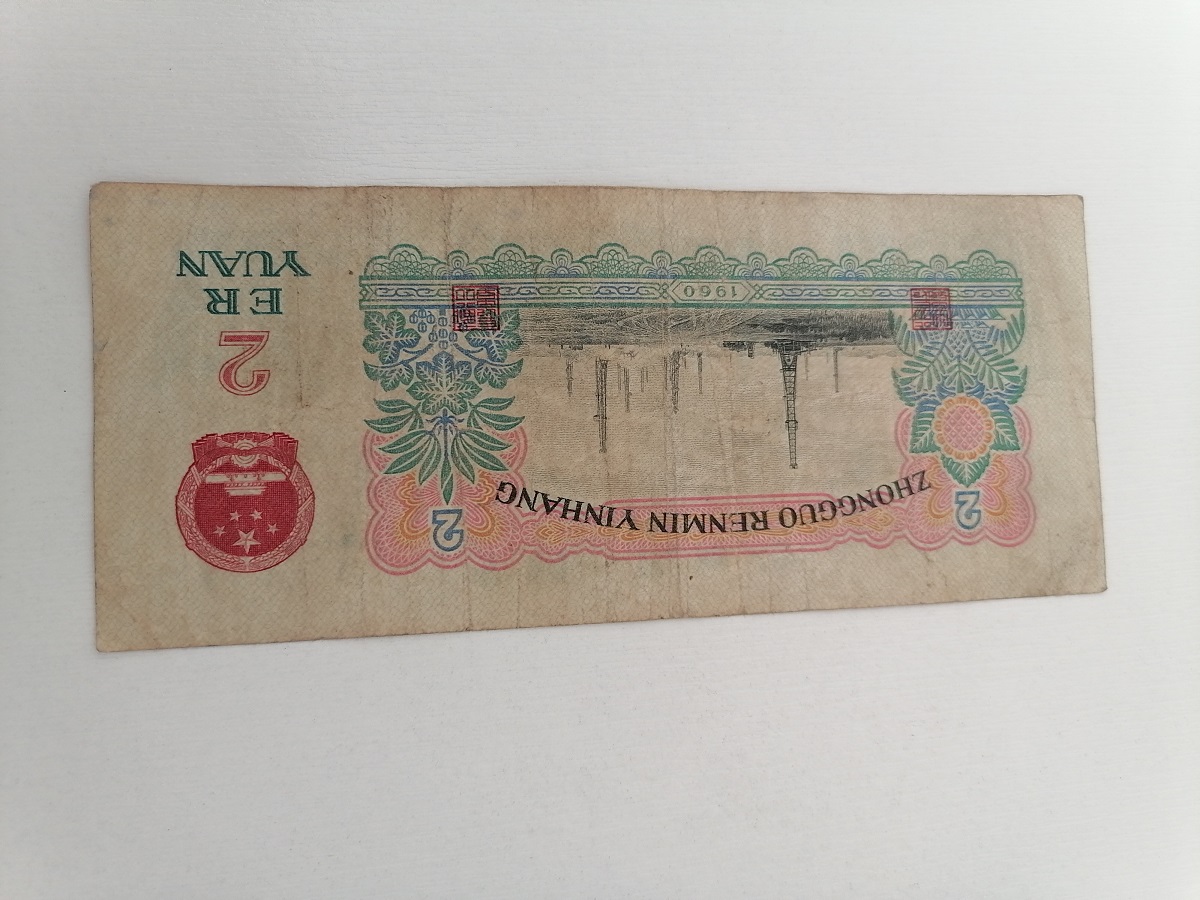 ZHONGGUO RENMIN YINHANG
2
2
1960
2
ER
YUAN